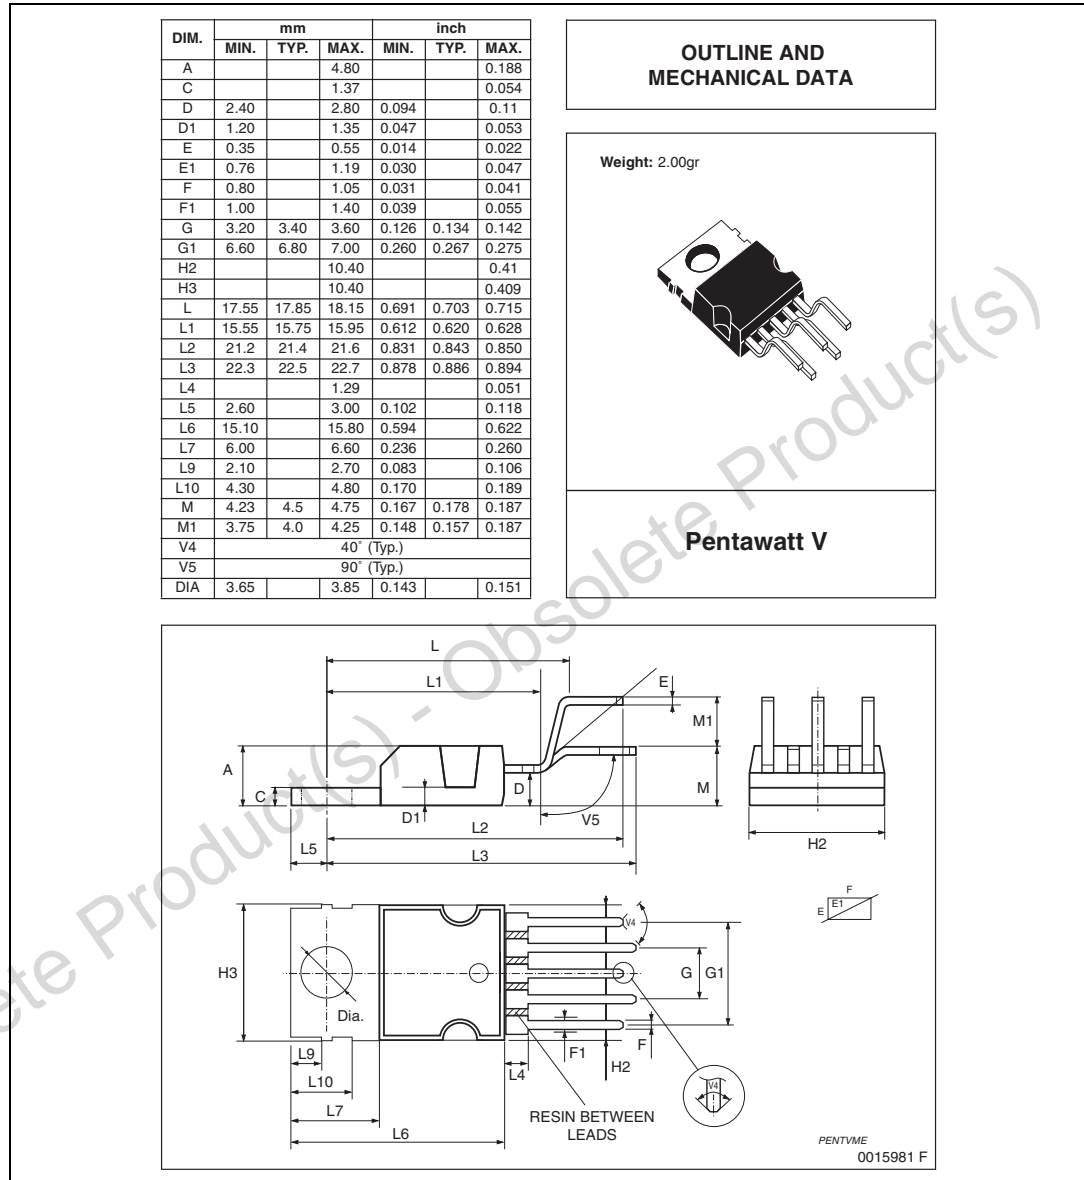 DIM. mm inch
MIN. TYP. MAX. MIN. TYP. MAX.
A 4.80 0.188
C 1.37 0.054
D 2.40 2.80 0.094 0.11
D1 1.20 1.35 0.047 0.053
E 0.35 0.55 0.014 0.022
E1 0.76 1.19 0.030 0.047
F 0.80 1.05 0.031 0.041
F1 1.00 1.40 0.039 0.055
G 3.20 3.40 3.60 0.126 0.134 0.142
G1 6.60 6.80 7.00 0.260 0.267 0.275
H2 10.40 0.41
H3 10.40 0.409
L 17.55 17.85 18.15 0.691 0.703 0.715
L1 15.55 15.75 15.95 0.612 0.620 0.628
L2 21.2 21.4 21.6 0.831 0.843 0.850
L3 22.3 22.5 22.7 0.878 0.886 0.894
L4 1.29 0.051
L5 2.60 3.00 0.102 0.118
L6 15.10 15.80 0.594 0.622
L7 6.00 6.60 0.236 0.260
L9 2.10 2.70 0.083 0.106
L10 4.30 4.80 0.170 0.189
M 4.23 4.5 4.75 0.167 0.178 0.187
M1 3.75 4.0 4.25 0.148 0.157 0.187
V4 40° (Typ.)
V5 90° (Typ.)
DIA 3.65 3.85 0.143 0.151
OUTLINE AND
MECHANICAL DATA
Weight: 2.00gr
Pentawatt V
L
L1
E
M1
A
C
D
M
D1
V5
L2
L5
L3
H2
F
E E1
V4
H3
G G1
Dia.
L9
F1
F
L4
H2
L10
V4
L7
RESIN BETWEEN
LEADS
L6
PENTVME
0015981 F
ete Product(s) - Obsolete Product(s)